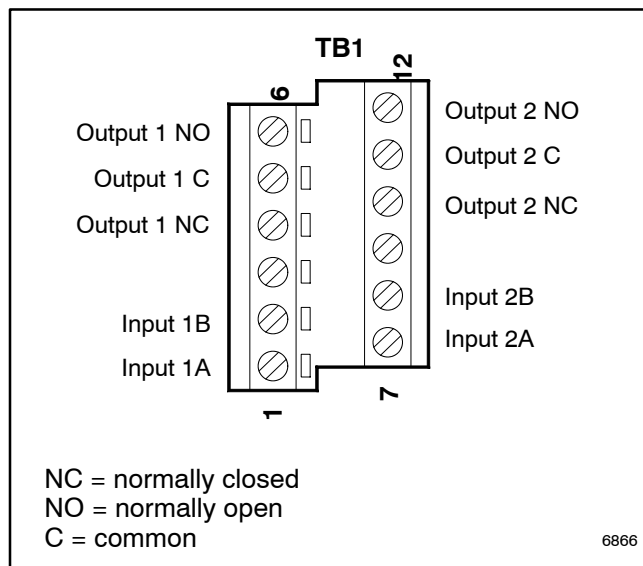 TB1
6
12
Output 1 NO
Output 1 C
Output 1 NC
Input 1B
Input 1A
Output 2 NO
Output 2 C
Output 2 NC
Input 2B
Input 2A
1
7
NC = normally closed
NO = normally open
C = common
6866